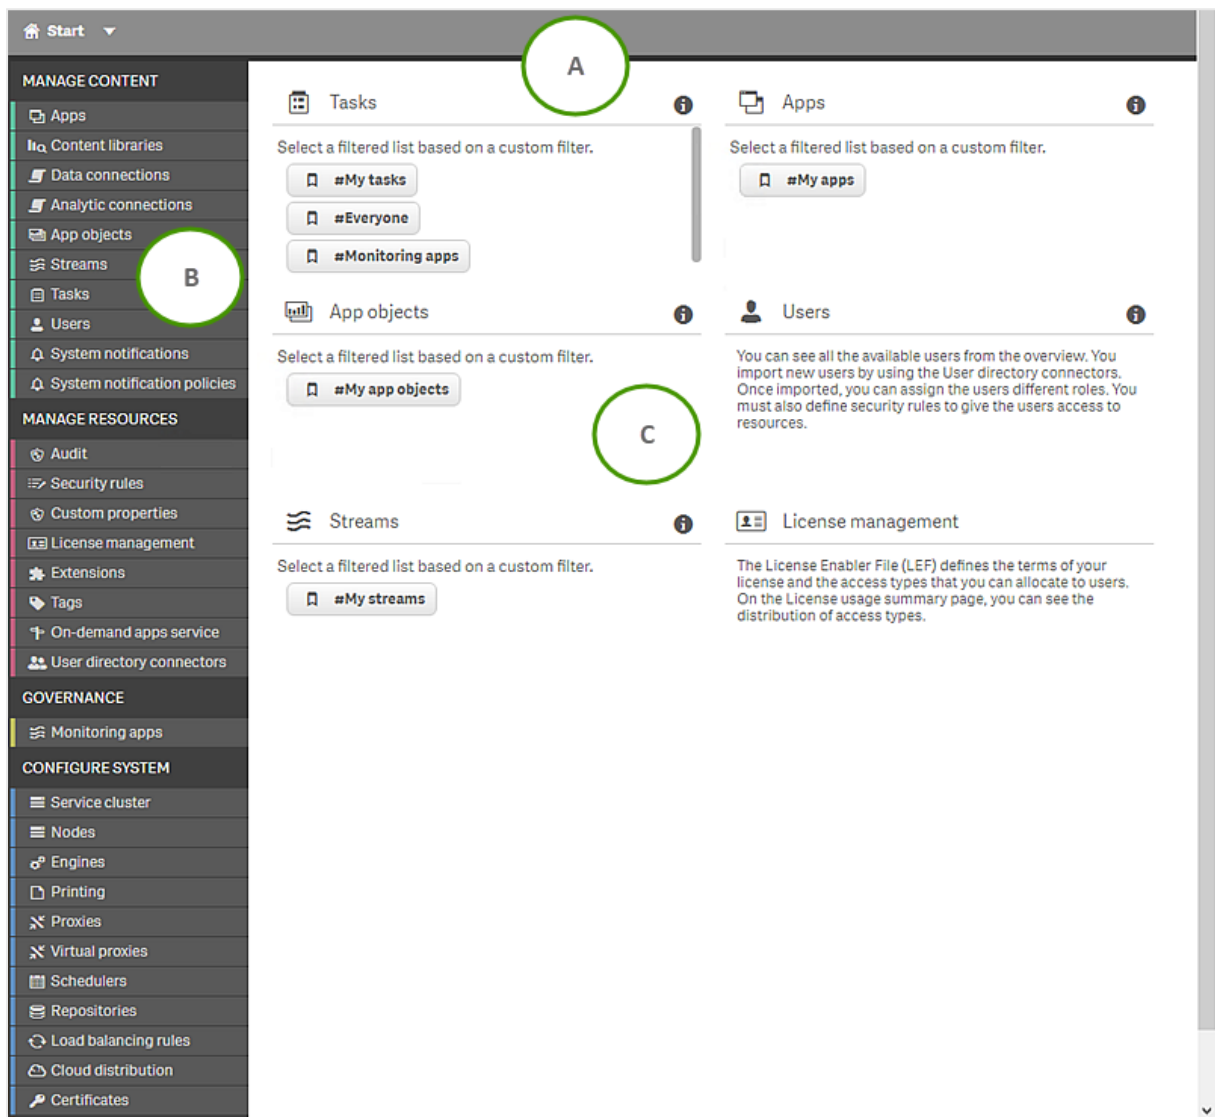 Start
A
MANAGE CONTENT
Apps
Content libraries
Data connections
Analytic connections
App objects
Streams
Tasks
Users
System notifications
System notification policies
B
MANAGE RESOURCES
Audit
Security rules
Custom properties
License management
Extensions
Tags
On-demand apps service
User directory connectors
GOVERNANCE
Monitoring apps
CONFIGURE SYSTEM
Service cluster
Nodes
Engines
Printing
Proxies
Virtual proxies
Schedulers
Repositories
Load balancing rules
Cloud distribution
Certificates
Tasks
Select a filtered list based on a custom filter.
#My tasks
#Everyone
#Monitoring apps
Apps
Select a filtered list based on a custom filter.
#My apps
App objects
Select a filtered list based on a custom filter.
#My app objects
C
Users
You can see all the available users from the overview. You
import new users by using the User directory connectors.
Once imported, you can assign the users different roles. You
must also define security rules to give the users access to
resources.
Streams
Select a filtered list based on a custom filter.
#My streams
License management
The License Enabler File (LEF) defines the terms of your
license and the access types that you can allocate to users.
On the License usage summary page, you can see the
distribution of access types.